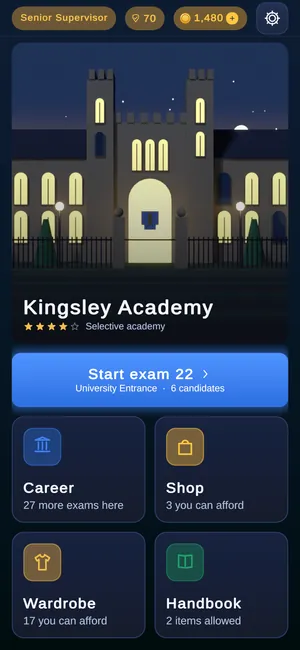 Senior Supervisor
70
1,480
Kingsley Academy
Selective academy
Start exam 22
University Entrance · 6 candidates
Career
27 more exams here
Shop
3 you can afford
Wardrobe
17 you can afford
Handbook
2 items allowed